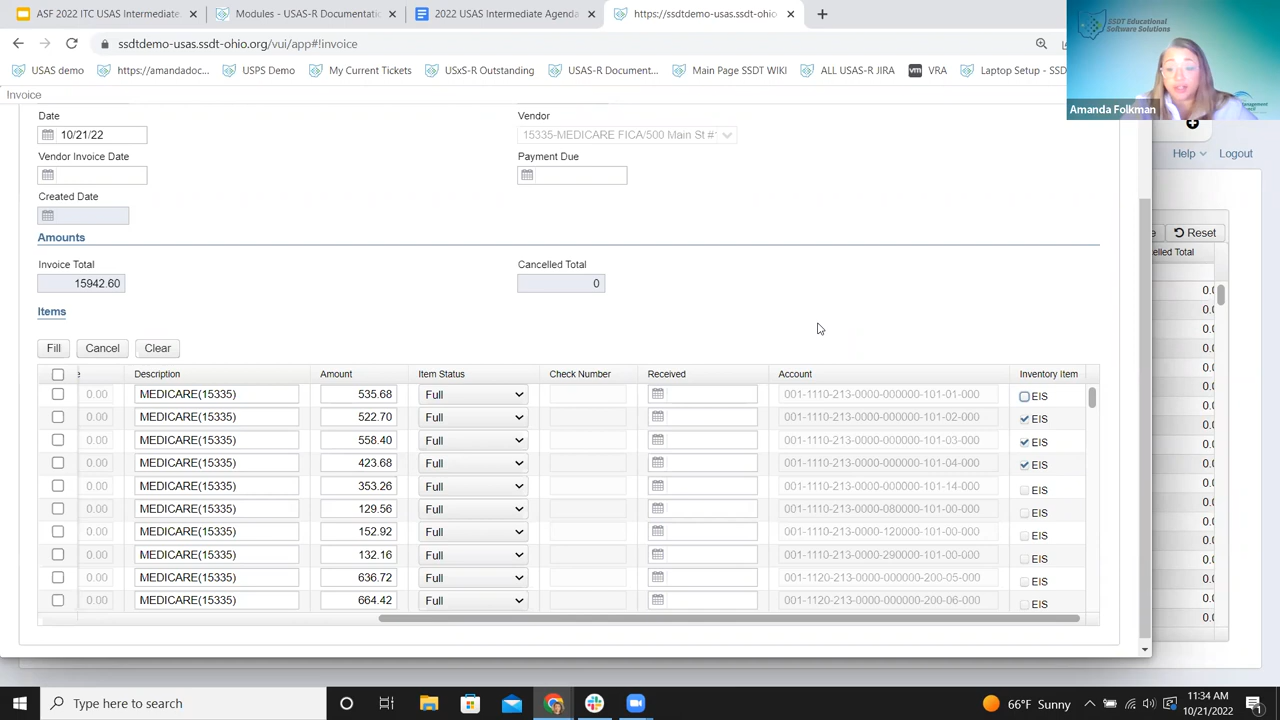 ASF 2022 ITC USAS Intermediate
Modules - USAS-R Documentati
2022 USAS Intermediate Agenda
https://ssdtdemo-usas.ssdt-ohio
ssdtdemo-usas.ssdt-ohio.org/vui/app#!invoice
USAS demo
https://amandadoc...
USPS Demo
My Current Tickets
USxS-R Outstanding
USAS-R Document...
Main Page SSDT WIKI
ALL USAS-R JIRA
VRA
Laptop Setup - SSD
SSDT Educational
Software Solutions
Amanda Folkman
Help
Logout
Invoice
Date
Vendor
10/21/22
15335-MEDICARE FICA/500 Main St #
Vendor Invoice Date
Payment Due
Created Date
Amounts
Reset
Invoice Total
Cancelled Total
elled Total
15942.60
0
Items
Fill
Cancel
Clear
Description Amount Item Status Check Number Received Account Inventory Item
0.00 MEDICARE(15335) 535.68 Full 001-1110-213-0000-000000-101-01-000 EIS
0.00 MEDICARE(15335) 522.70 Full 001-1110-213-0000-000000-101-02-000 EIS
0.00 MEDICARE(15335) 558.40 Full 001-1110-213-0000-000000-101-03-000 EIS
0.00 MEDICARE(15335) 423.68 Full 001-1110-213-0000-000000-101-04-000 EIS
0.00 MEDICARE(15335) 353.26 Full 001-1110-213-0000-000000-101-14-000 EIS
0.00 MEDICARE(15335) 129.56 Full 001-1110-213-0000-080000-101-00-000 EIS
0.00 MEDICARE(15335) 152.92 Full 001-1110-213-0000-120000-101-00-000 EIS
0.00 MEDICARE(15335) 132.16 Full 001-1110-213-0000-290000-101-00-000 EIS
0.00 MEDICARE(15335) 636.72 Full 001-1120-213-0000-000000-200-05-000 EIS
0.00 MEDICARE(15335) 664.42 Full 001-1120-213-0000-000000-200-06-000 EIS
Type here to search
66°F Sunny
11:34 AM
10/21/2022